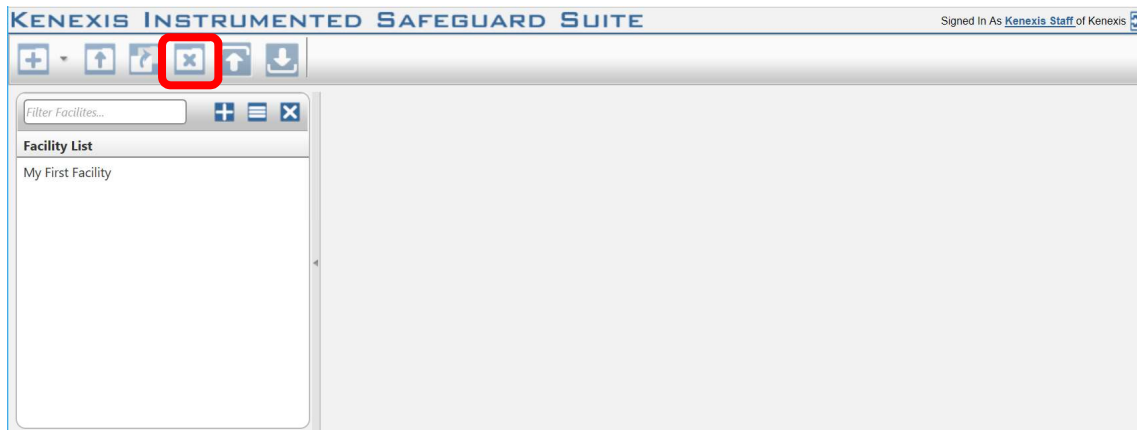 KENEXIS INSTRUMENTED SAFEGUARD SUITE
Signed In As Kenexis Staff of Kenexis
Filter Facilites...
Facility List
My First Facility